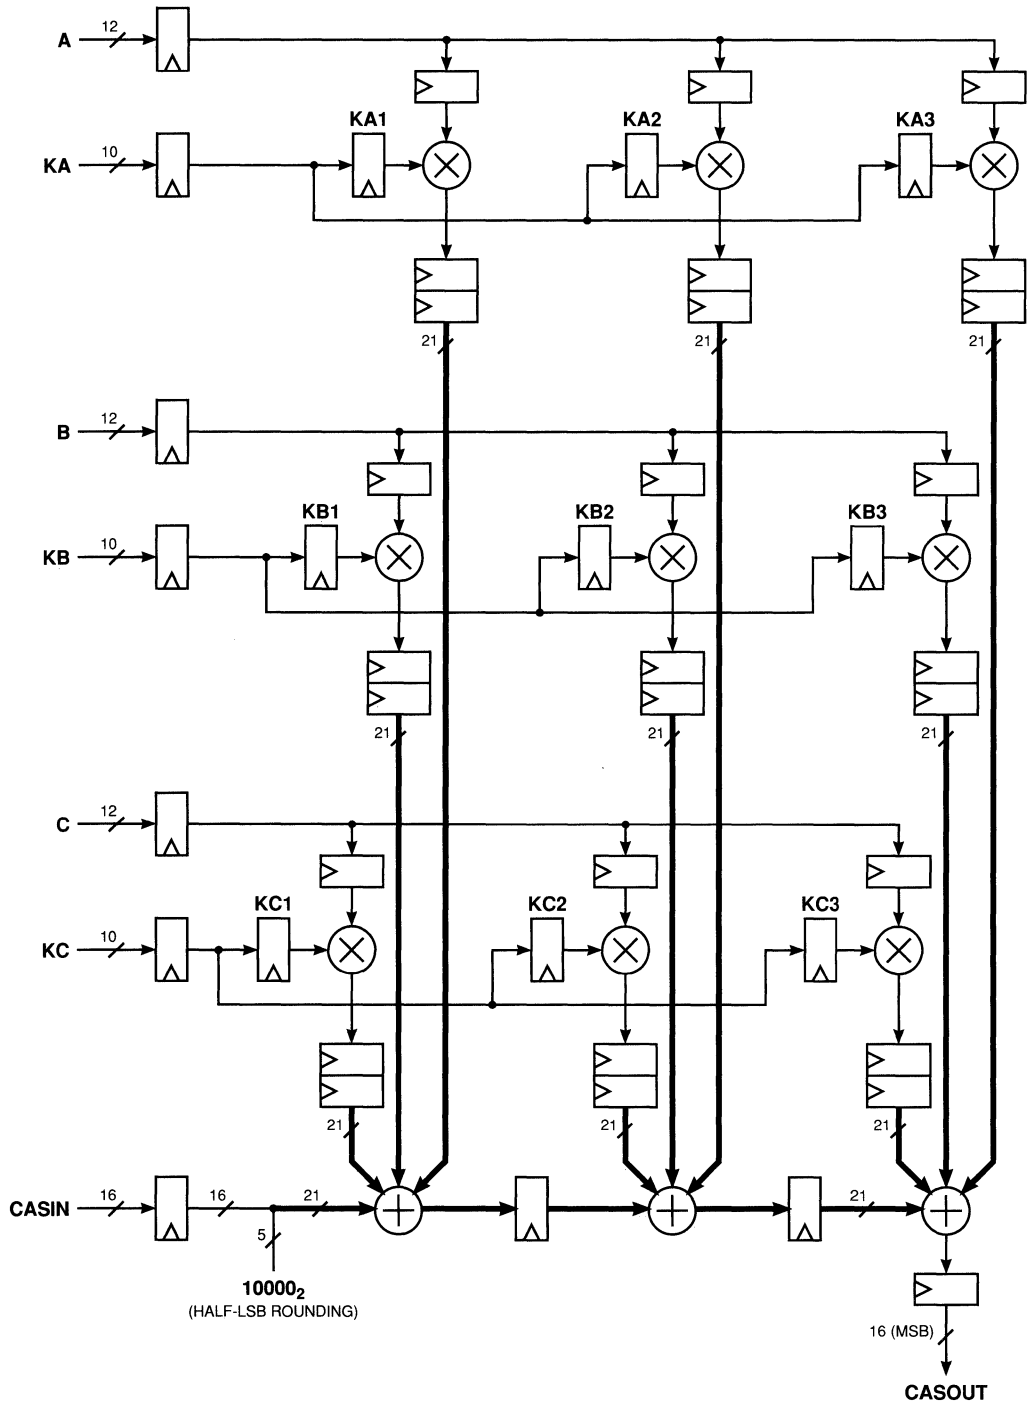 A 12
KA 10 KA1 KA2 KA3
21 21 21
B 12
KB 10 KB1 KB2 KB3
21 21 21
C 12
KC 10 KC1 KC2 KC3
21 21 21
CASIN 16 16 21 21
5
10000₂
(HALF-LSB ROUNDING)
16 (MSB)
CASOUT